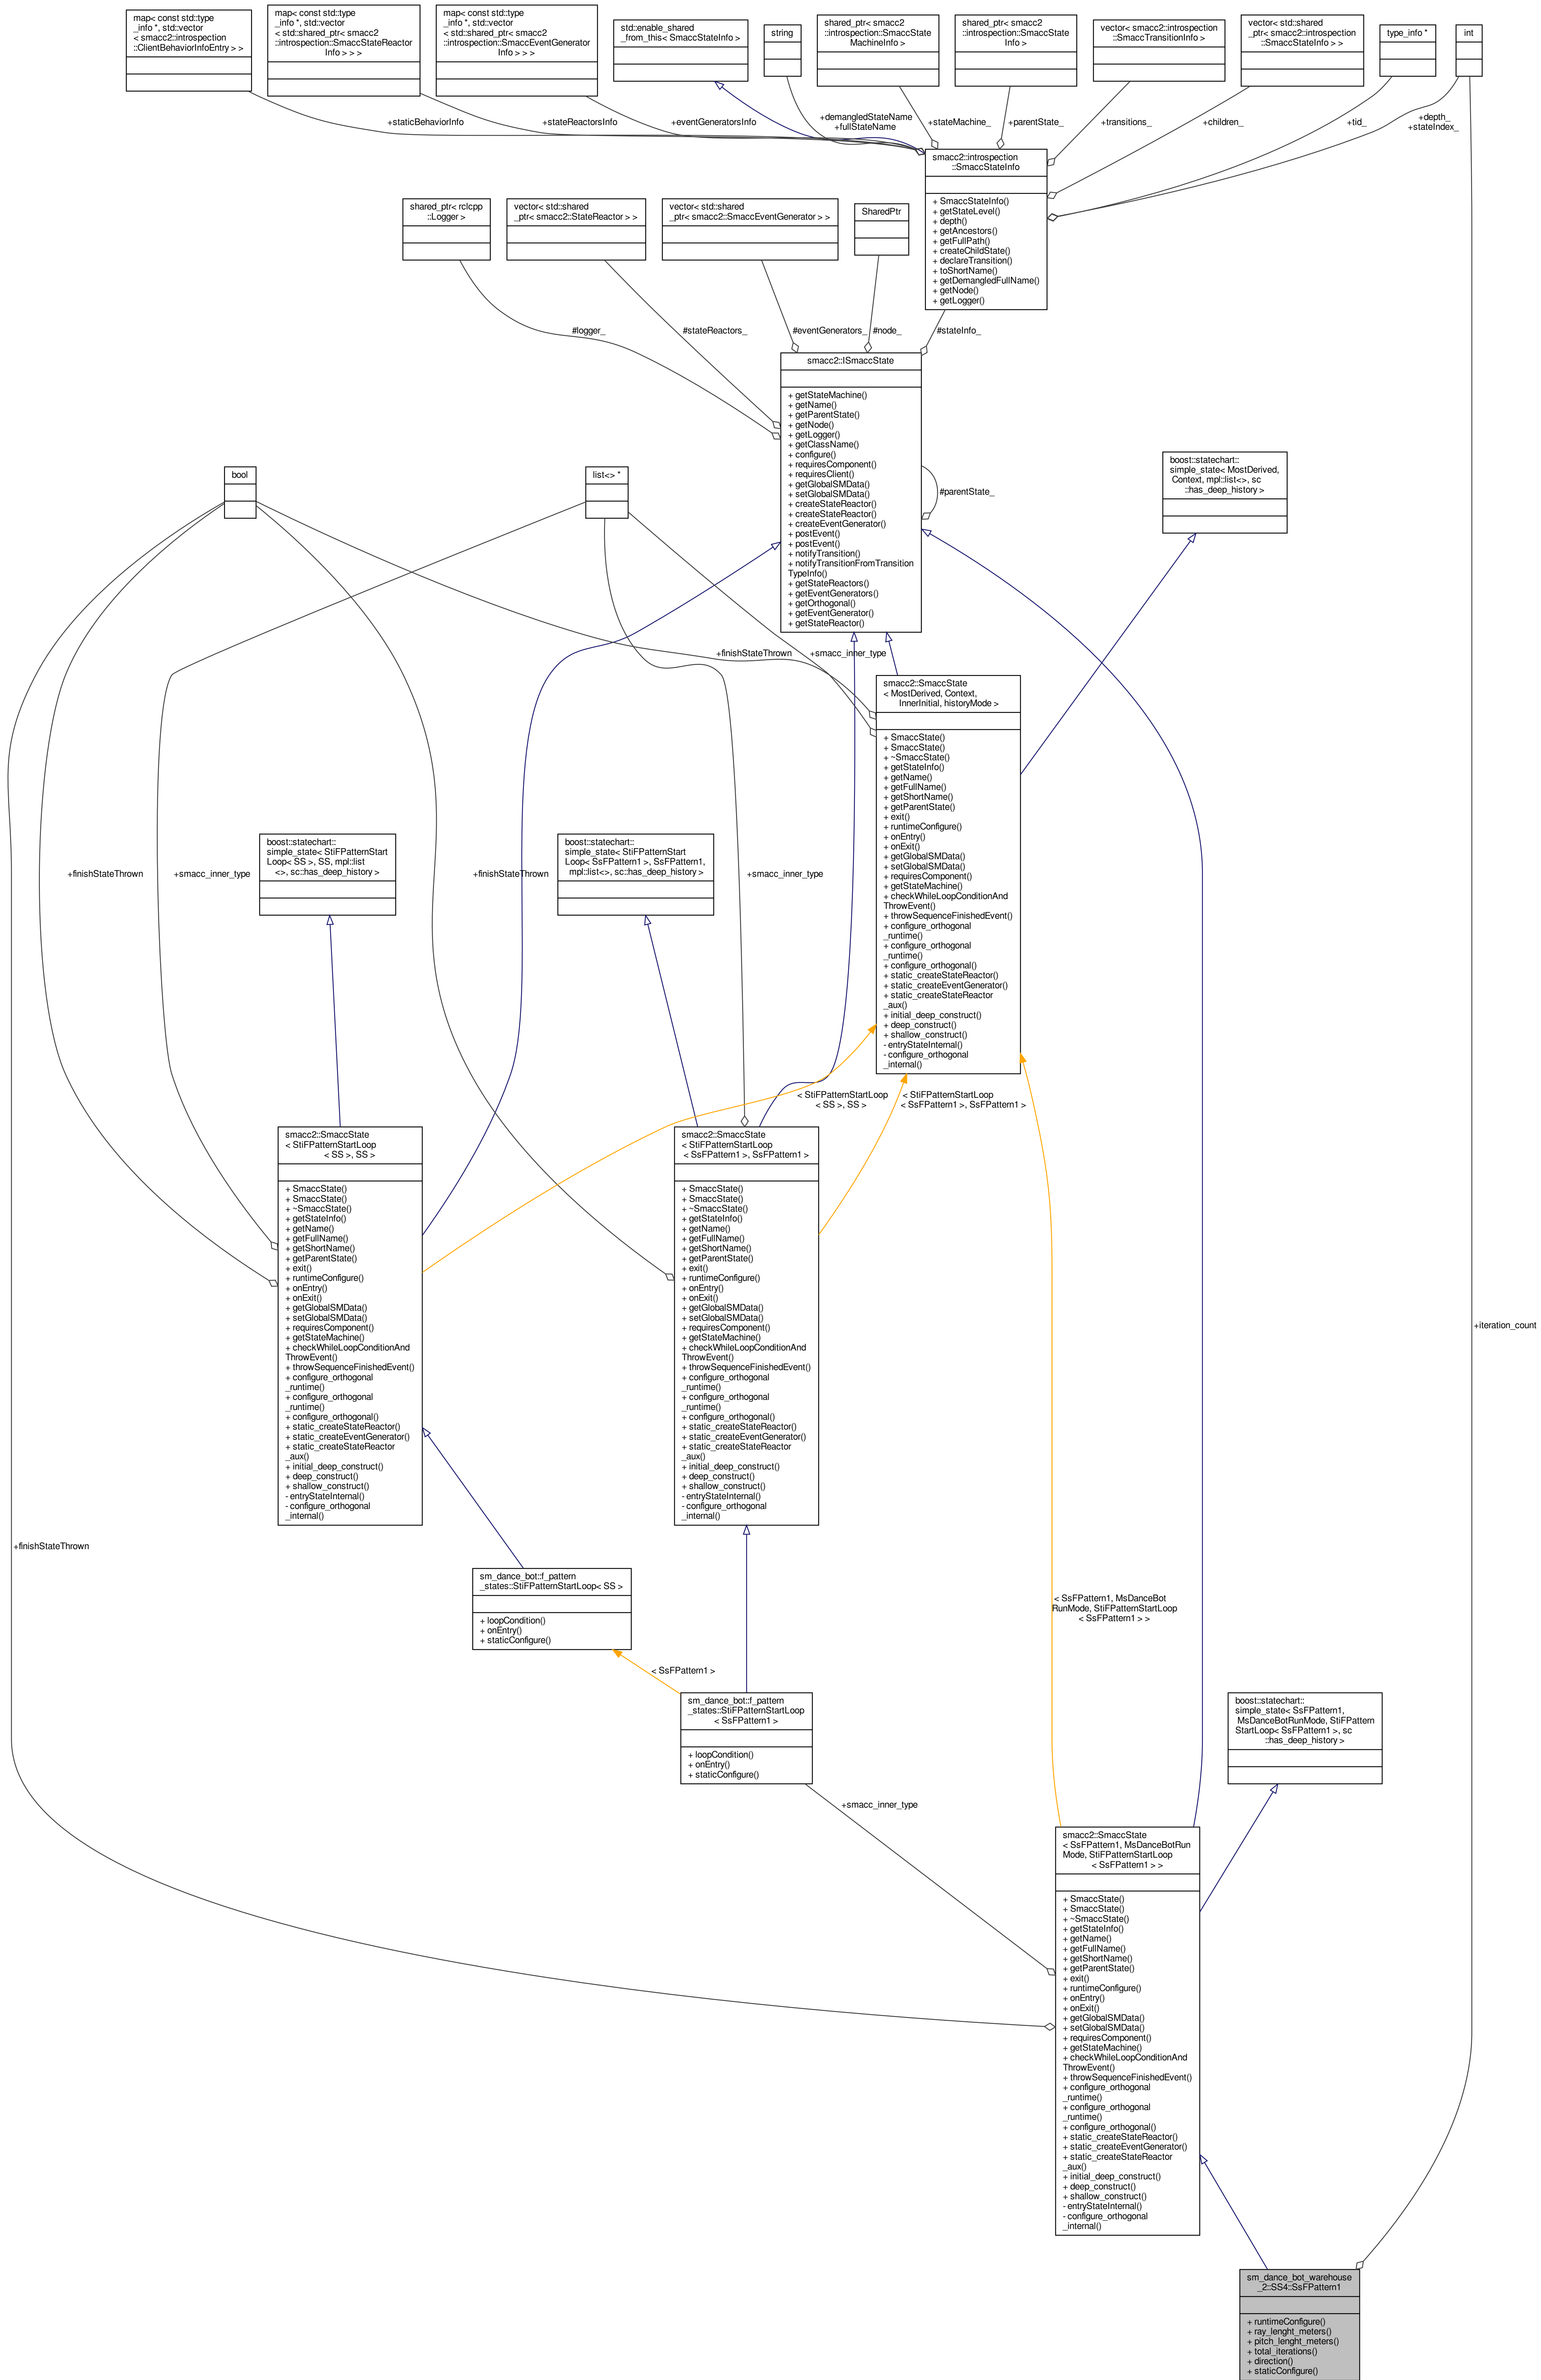 map< const std::type
_info *, std::vector
< smacc2::introspection
::ClientBehaviorInfoEntry > >
map< const std::type
_info *, std::vector
< std::shared_ptr< smacc2
::introspection::SmaccStateReactor
Info > > >
map< const std::type
_info *, std::vector
< std::shared_ptr< smacc2
::introspection::SmaccEventGenerator
Info > > >
std::enable_shared
_from_this< SmaccStateInfo >
string
shared_ptr< smacc2
::introspection::SmaccState
MachineInfo >
shared_ptr< smacc2
::introspection::SmaccState
Info >
vector< smacc2::introspection
::SmaccTransitionInfo >
vector< std::shared
_ptr< smacc2::introspection
::SmaccStateInfo > >
type_info *
int
+staticBehaviorInfo
+stateReactorsInfo
+eventGeneratorsInfo
+demangledStateName
+fullStateName
+stateMachine_
+parentState_
+transitions_
+children_
+tid_
+depth_
+stateIndex_
smacc2::introspection
::SmaccStateInfo
+ SmaccStateInfo()
+ getStateLevel()
+ depth()
+ getAncestors()
+ getFullPath()
+ createChildState()
+ declareTransition()
+ toShortName()
+ getDemangledFullName()
+ getNode()
+ getLogger()
shared_ptr< rclcpp
::Logger >
vector< std::shared
_ptr< smacc2::StateReactor > >
vector< std::shared
_ptr< smacc2::SmaccEventGenerator > >
SharedPtr
#logger_
#stateReactors_
#eventGenerators_
#node_
#stateInfo_
smacc2::ISmaccState
+ getStateMachine()
+ getName()
+ getParentState()
+ getNode()
+ getLogger()
+ getClassName()
+ configure()
+ requiresComponent()
+ requiresClient()
+ getGlobalSMData()
+ setGlobalSMData()
+ createStateReactor()
+ createStateReactor()
+ createEventGenerator()
+ postEvent()
+ postEvent()
+ notifyTransition()
+ notifyTransitionFromTransition
TypeInfo()
+ getStateReactors()
+ getEventGenerators()
+ getOrthogonal()
+ getEventGenerator()
+ getStateReactor()
#parentState_
bool
list<> *
boost::statechart::
simple_state< MostDerived,
Context, mpl::list<>, sc
::has_deep_history >
+finishStateThrown
+smacc_inner_type
smacc2::SmaccState
< MostDerived, Context,
InnerInitial, historyMode >
+ SmaccState()
+ SmaccState()
+ ~SmaccState()
+ getStateInfo()
+ getName()
+ getFullName()
+ getShortName()
+ getParentState()
+ exit()
+ runtimeConfigure()
+ onEntry()
+ onExit()
+ getGlobalSMData()
+ setGlobalSMData()
+ requiresComponent()
+ getStateMachine()
+ checkWhileLoopConditionAnd
ThrowEvent()
+ throwSequenceFinishedEvent()
+ configure_orthogonal
_runtime()
+ configure_orthogonal
_runtime()
+ configure_orthogonal()
+ static_createStateReactor()
+ static_createEventGenerator()
+ static_createStateReactor
_aux()
+ initial_deep_construct()
+ deep_construct()
+ shallow_construct()
- entryStateInternal()
- configure_orthogonal
_internal()
boost::statechart::
simple_state< StiFPatternStart
Loop< SS >, SS, mpl::list
<>, sc::has_deep_history >
boost::statechart::
simple_state< StiFPatternStart
Loop< SsFPattern1 >, SsFPattern1,
mpl::list<>, sc::has_deep_history >
+finishStateThrown
+smacc_inner_type
+finishStateThrown
+smacc_inner_type
< StiFPatternStartLoop
< SS >, SS >
< StiFPatternStartLoop
< SsFPattern1 >, SsFPattern1 >
smacc2::SmaccState
< StiFPatternStartLoop
< SS >, SS >
+ SmaccState()
+ SmaccState()
+ ~SmaccState()
+ getStateInfo()
+ getName()
+ getFullName()
+ getShortName()
+ getParentState()
+ exit()
+ runtimeConfigure()
+ onEntry()
+ onExit()
+ getGlobalSMData()
+ setGlobalSMData()
+ requiresComponent()
+ getStateMachine()
+ checkWhileLoopConditionAnd
ThrowEvent()
+ throwSequenceFinishedEvent()
+ configure_orthogonal
_runtime()
+ configure_orthogonal
_runtime()
+ configure_orthogonal()
+ static_createStateReactor()
+ static_createEventGenerator()
+ static_createStateReactor
_aux()
+ initial_deep_construct()
+ deep_construct()
+ shallow_construct()
- entryStateInternal()
- configure_orthogonal
_internal()
smacc2::SmaccState
< StiFPatternStartLoop
< SsFPattern1 >, SsFPattern1 >
+ SmaccState()
+ SmaccState()
+ ~SmaccState()
+ getStateInfo()
+ getName()
+ getFullName()
+ getShortName()
+ getParentState()
+ exit()
+ runtimeConfigure()
+ onEntry()
+ onExit()
+ getGlobalSMData()
+ setGlobalSMData()
+ requiresComponent()
+ getStateMachine()
+ checkWhileLoopConditionAnd
ThrowEvent()
+ throwSequenceFinishedEvent()
+ configure_orthogonal
_runtime()
+ configure_orthogonal
_runtime()
+ configure_orthogonal()
+ static_createStateReactor()
+ static_createEventGenerator()
+ static_createStateReactor
_aux()
+ initial_deep_construct()
+ deep_construct()
+ shallow_construct()
- entryStateInternal()
- configure_orthogonal
_internal()
+iteration_count
+finishStateThrown
sm_dance_bot::f_pattern
_states::StiFPatternStartLoop< SS >
+ loopCondition()
+ onEntry()
+ staticConfigure()
< SsFPattern1, MsDanceBot
RunMode, StiFPatternStartLoop
< SsFPattern1 > >
< SsFPattern1 >
sm_dance_bot::f_pattern
_states::StiFPatternStartLoop
< SsFPattern1 >
+ loopCondition()
+ onEntry()
+ staticConfigure()
boost::statechart::
simple_state< SsFPattern1,
MsDanceBotRunMode, StiFPattern
StartLoop< SsFPattern1 >, sc
::has_deep_history >
+smacc_inner_type
smacc2::SmaccState
< SsFPattern1, MsDanceBotRun
Mode, StiFPatternStartLoop
< SsFPattern1 > >
+ SmaccState()
+ SmaccState()
+ ~SmaccState()
+ getStateInfo()
+ getName()
+ getFullName()
+ getShortName()
+ getParentState()
+ exit()
+ runtimeConfigure()
+ onEntry()
+ onExit()
+ getGlobalSMData()
+ setGlobalSMData()
+ requiresComponent()
+ getStateMachine()
+ checkWhileLoopConditionAnd
ThrowEvent()
+ throwSequenceFinishedEvent()
+ configure_orthogonal
_runtime()
+ configure_orthogonal
_runtime()
+ configure_orthogonal()
+ static_createStateReactor()
+ static_createEventGenerator()
+ static_createStateReactor
_aux()
+ initial_deep_construct()
+ deep_construct()
+ shallow_construct()
- entryStateInternal()
- configure_orthogonal
_internal()
sm_dance_bot_warehouse
_2::SS4::SsFPattern1
+ runtimeConfigure()
+ ray_lenght_meters()
+ pitch_lenght_meters()
+ total_iterations()
+ direction()
+ staticConfigure()